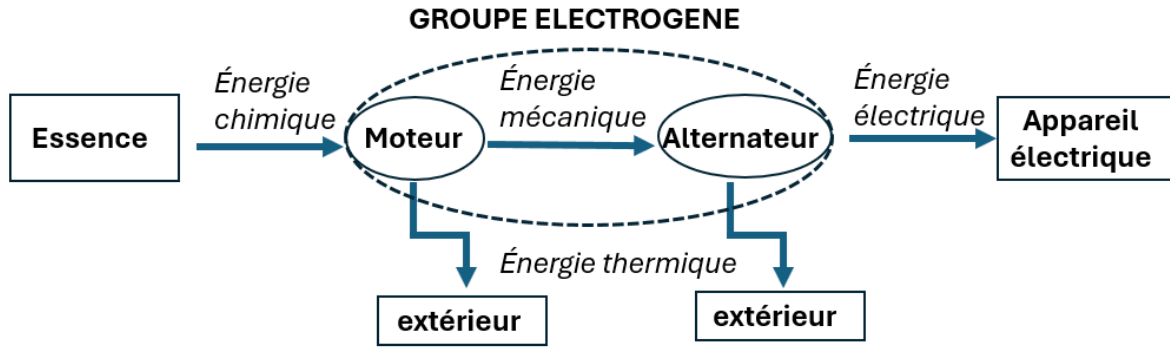 GROUPE ELECTROGENE
Énergie
chimique
Énergie
mécanique
Énergie
électrique
Essence
Moteur
Alternateur
Appareil
électrique
Énergie thermique
extérieur
extérieur